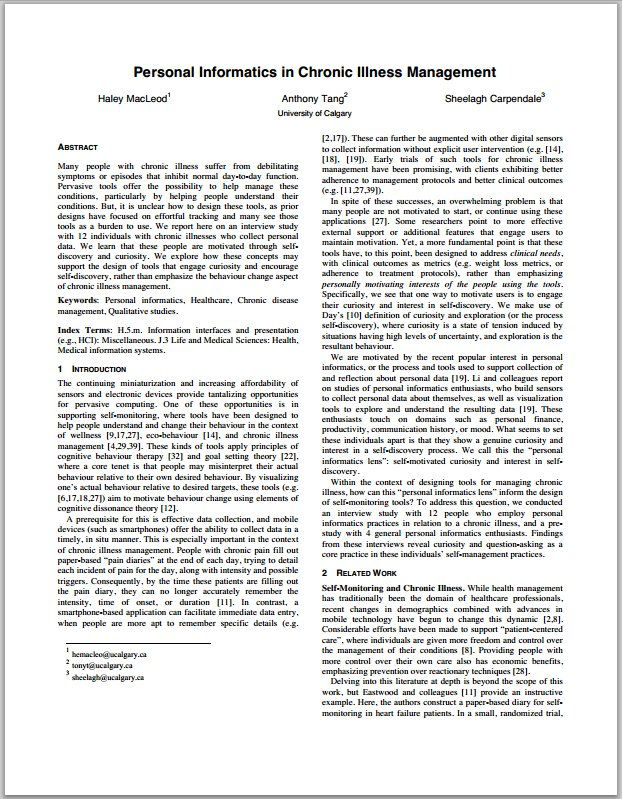 Personal Informatics in Chronic Illness Management
Haley MacLeod1 Anthony Tang2 Sheelagh Carpendale3
University of Calgary
ABSTRACT
Many people with chronic illness suffer from debilitating
symptoms or episodes that inhibit normal day-to-day function.
Pervasive tools offer the possibility to help manage these
conditions, particularly by helping people understand their
conditions. But, it is unclear how to design these tools, as prior
designs have focused on effortful tracking and many see those
tools as a burden to use. We report here on an interview study
with 12 individuals with chronic illnesses who collect personal
data. We learn that these people are motivated through self-
discovery and curiosity. We explore how these concepts may
support the design of tools that engage curiosity and encourage
self-discovery, rather than emphasize the behaviour change aspect
of chronic illness management.
Keywords: Personal informatics, Healthcare, Chronic disease
management, Qualitative studies.
Index Terms: H.5.m. Information interfaces and presentation
(e.g., HCI): Miscellaneous. J.3 Life and Medical Sciences: Health,
Medical information systems.
1 INTRODUCTION
The continuing miniaturization and increasing affordability of
sensors and electronic devices provide tantalizing opportunities
for pervasive computing. One of these opportunities is in
supporting self-monitoring, where tools have been designed to
help people understand and change their behaviour in the context
of wellness [9,17,27], eco-behaviour [14], and chronic illness
management [4,29,39]. These kinds of tools apply principles of
cognitive behaviour therapy [32] and goal setting theory [22],
where a core tenet is that people may misinterpret their actual
behaviour relative to their own desired behaviour. By visualizing
one's actual behaviour relative to desired targets, these tools (e.g.
[6,17,18,27]) aim to motivate behaviour change using elements of
cognitive dissonance theory [12].
A prerequisite for this is effective data collection, and mobile
devices (such as smartphones) offer the ability to collect data in a
timely, in situ manner. This is especially important in the context
of chronic illness management. People with chronic pain fill out
paper-based “pain diaries” at the end of each day, trying to detail
each incident of pain for the day, along with intensity and possible
triggers. Consequently, by the time these patients are filling out
the pain diary, they can no longer accurately remember the
intensity, time of onset, or duration [11]. In contrast, a
smartphone-based application can facilitate immediate data entry,
when people are more apt to remember specific details (e.g.
1 hemacleo@ucalgary.ca
2 tonyt@ucalgary.ca
3 sheelagh@ucalgary.ca
[2,17]). These can further be augmented with other digital sensors
to collect information without explicit user intervention (e.g. [14],
[18], [19]). Early trials of such tools for chronic illness
management have been promising, with clients exhibiting better
adherence to management protocols and better clinical outcomes
(e.g. [11,27,39]).
In spite of these successes, an overwhelming problem is that
many people are not motivated to start, or continue using these
applications [27]. Some researchers point to more effective
external support or additional features that engage users to
maintain motivation. Yet, a more fundamental point is that these
tools have, to this point, been designed to address clinical needs,
with clinical outcomes as metrics (e.g. weight loss metrics, or
adherence to treatment protocols), rather than emphasizing
personally motivating interests of the people using the tools.
Specifically, we see that one way to motivate users is to engage
their curiosity and interest in self-discovery. We make use of
Day's [10] definition of curiosity and exploration (or the process
self-discovery), where curiosity is a state of tension induced by
situations having high levels of uncertainty, and exploration is the
resultant behaviour.
We are motivated by the recent popular interest in personal
informatics, or the process and tools used to support collection of
and reflection about personal data [19]. Li and colleagues report
on studies of personal informatics enthusiasts, who build sensors
to collect personal data about themselves, as well as visualization
tools to explore and understand the resulting data [19]. These
enthusiasts touch on domains such as personal finance,
productivity, communication history, or mood. What seems to set
these individuals apart is that they show a genuine curiosity and
interest in a self-discovery process. We call this the “personal
informatics lens”: self-motivated curiosity and interest in self-
discovery.
Within the context of designing tools for managing chronic
illness, how can this “personal informatics lens” inform the design
of self-monitoring tools? To address this question, we conducted
an interview study with 12 people who employ personal
informatics practices in relation to a chronic illness, and a pre-
study with 4 general personal informatics enthusiasts. Findings
from these interviews reveal curiosity and question-asking as a
core practice in these individuals' self-management practices.
2 RELATED WORK
Self-Monitoring and Chronic Illness. While health management
has traditionally been the domain of healthcare professionals,
recent changes in demographics combined with advances in
mobile technology have begun to change this dynamic [2,8].
Considerable efforts have been made to support “patient-centered
care”, where individuals are given more freedom and control over
the management of their conditions [8]. Providing people with
more control over their own care also has economic benefits,
emphasizing prevention over reactionary techniques [28].
Delving into this literature at depth is beyond the scope of this
work, but Eastwood and colleagues [11] provide an instructive
example. Here, the authors construct a paper-based diary for self-
monitoring in heart failure patients. In a small, randomized trial,